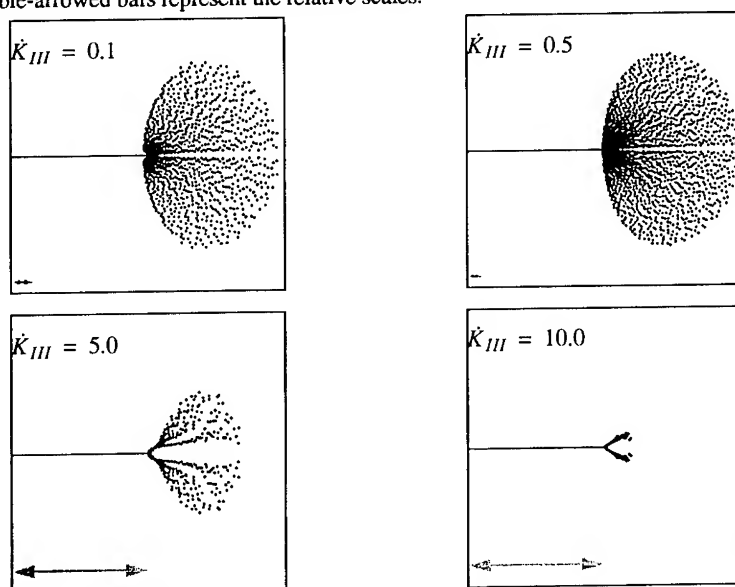 ble-arrowed bars represent the relative scales.
K̇_III = 0.1
K̇_III = 0.5
K̇_III = 5.0
K̇_III = 10.0